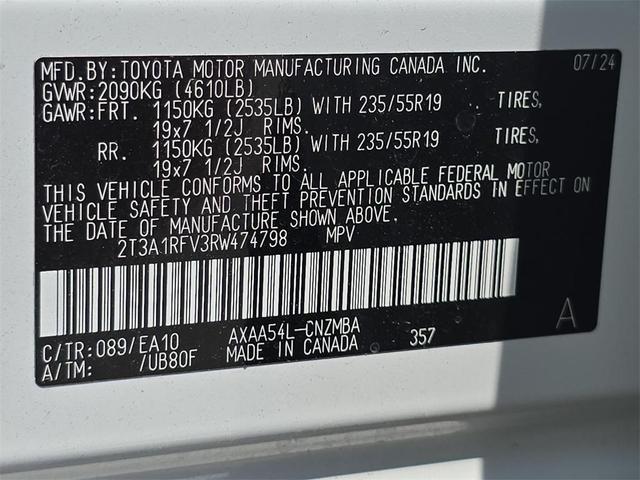 MFD.BY:TOYOTA MOTOR MANUFACTURING CANADA INC. 07/24
GVWR:2090KG (4610LB)
GAWR:FRT. 1150KG (2535LB) WITH 235/55R19 TIRES,
19x7 1/2J RIMS.
RR. 1150KG (2535LB) WITH 235/55R19 TIRES,
19x7 1/2J RIMS.
THIS VEHICLE CONFORMS TO ALL APPLICABLE FEDERAL MOTOR
VEHICLE SAFETY AND THEFT PREVENTION STANDARDS IN EFFECT ON
THE DATE OF MANUFACTURE SHOWN ABOVE.
2T3A1RFV3RW474798 MPV
C/TR:089/EA10 AXAA54L-CNZMBA 357 A
A/TM: /UB80F MADE IN CANADA